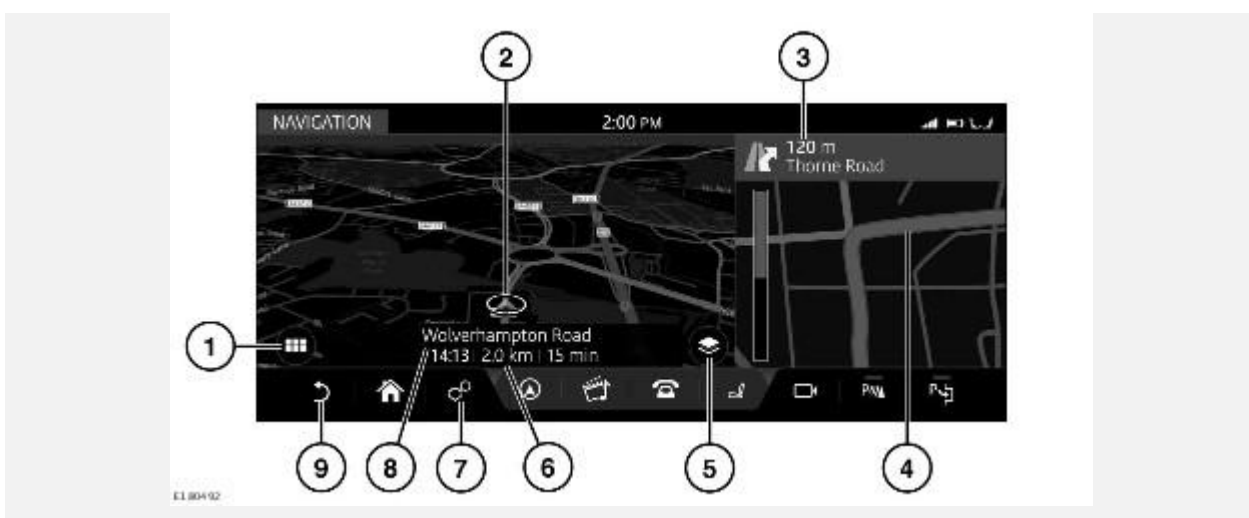 2
3
NAVIGATION
2:00 PM
120 m
Thorne Road
1
Wolverhampton Road
14:13 | 2.0 km | 15 min
9
8
7
6
5
4
E180492